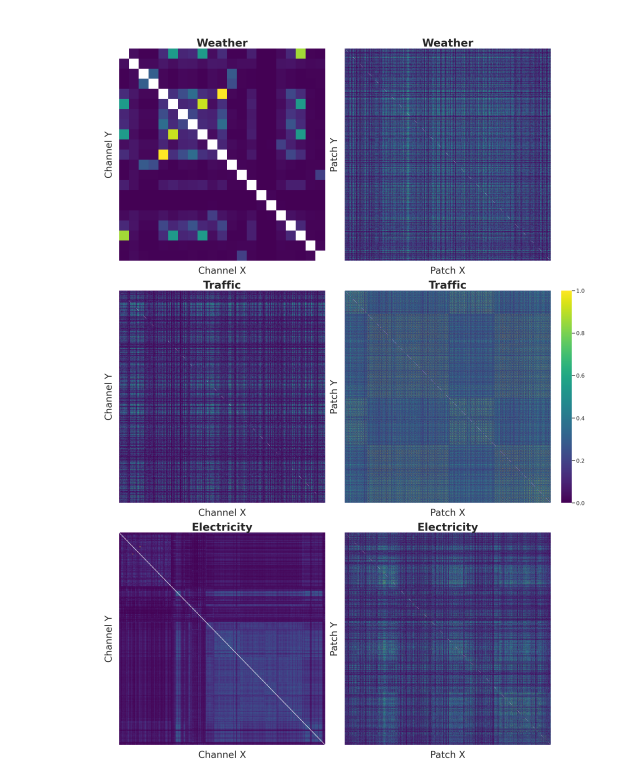 Weather
Channel Y
Channel X
Weather
Patch Y
Patch X
Traffic
Channel Y
Channel X
Traffic
Patch Y
Patch X
1.0
0.8
0.6
0.4
0.2
0.0
Electricity
Channel Y
Channel X
Electricity
Patch Y
Patch X